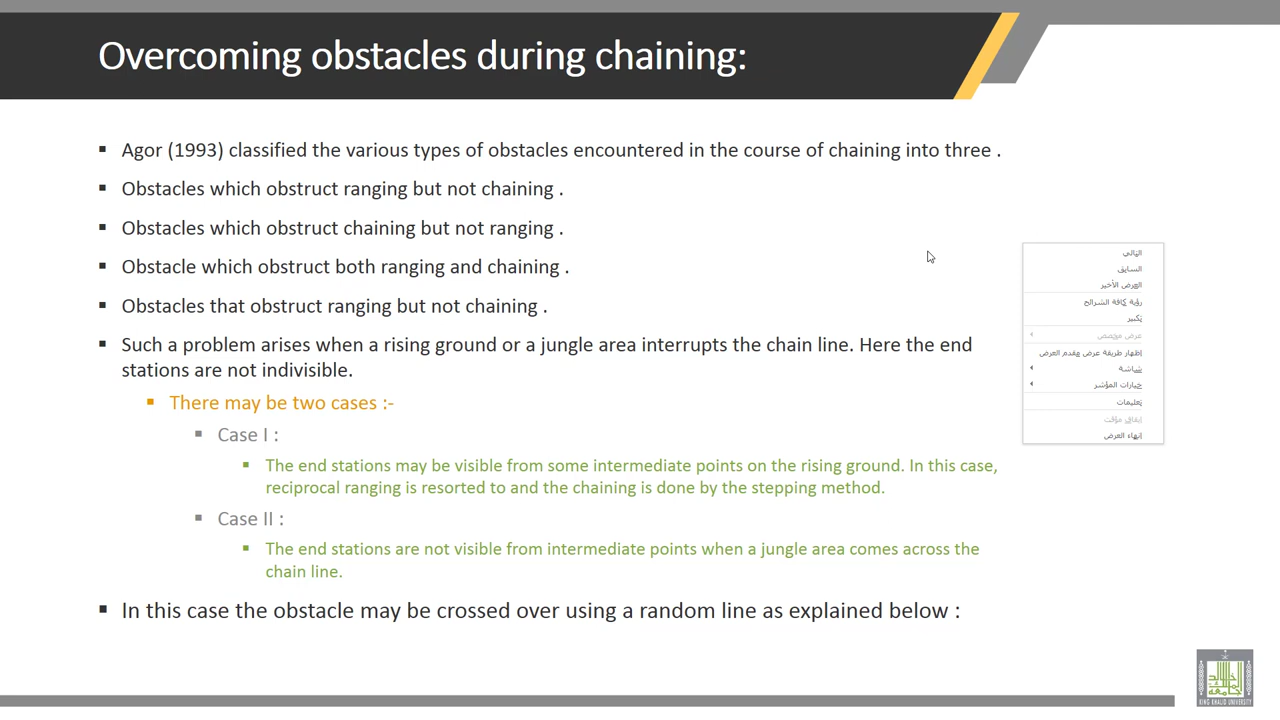 Overcoming obstacles during chaining:
▪ Agor (1993) classified the various types of obstacles encountered in the course of chaining into three .
▪ Obstacles which obstruct ranging but not chaining .
▪ Obstacles which obstruct chaining but not ranging .
▪ Obstacle which obstruct both ranging and chaining .
▪ Obstacles that obstruct ranging but not chaining .
▪ Such a problem arises when a rising ground or a jungle area interrupts the chain line. Here the end
stations are not indivisible.
▪ There may be two cases :-
▪ Case I :
▪ The end stations may be visible from some intermediate points on the rising ground. In this case,
reciprocal ranging is resorted to and the chaining is done by the stepping method.
▪ Case II :
▪ The end stations are not visible from intermediate points when a jungle area comes across the
chain line.
▪ In this case the obstacle may be crossed over using a random line as explained below :
التالي
السابق
العرض الأخير
رؤية كافة الشرائح
تكبير
عرض مخصص
إظهار طريقة عرض مقدم العرض
شاشة
خيارات المؤشر
تعليمات
إيقاف مؤقت
إنهاء العرض
KING KHALID UNIVERSITY